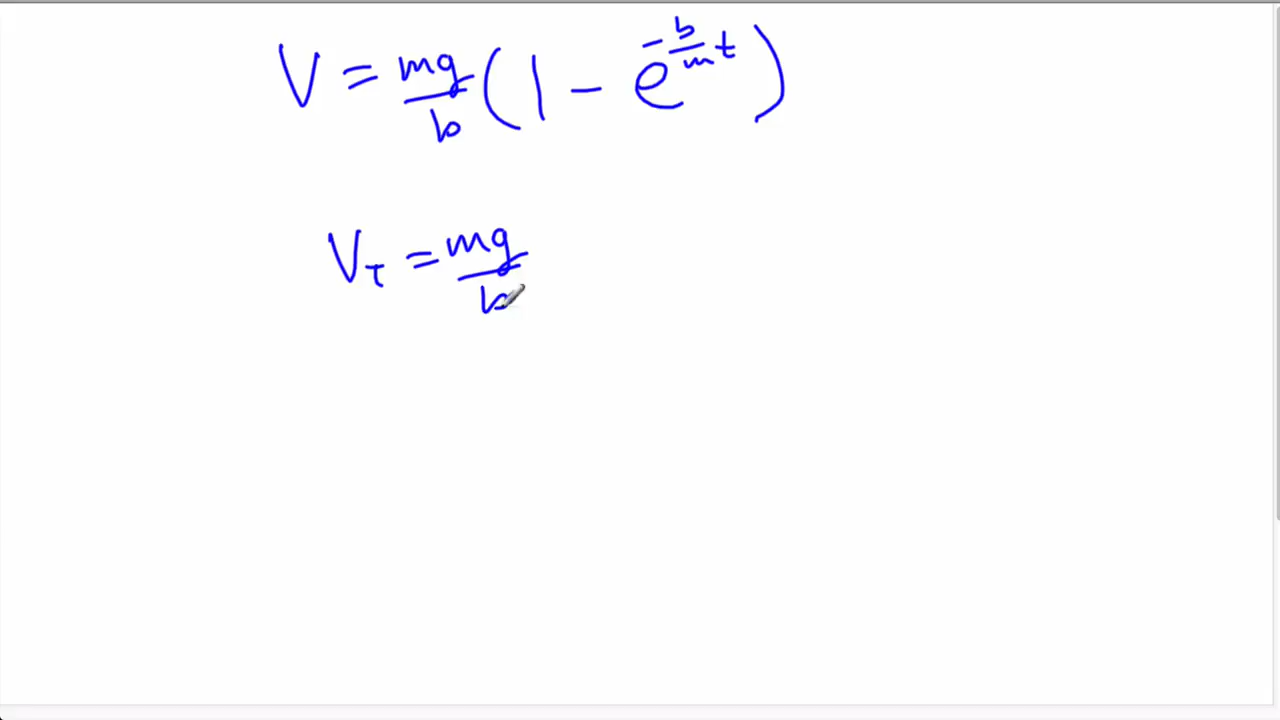 V = mg/b (1 - e^{-b/m t})
V_T = mg/b